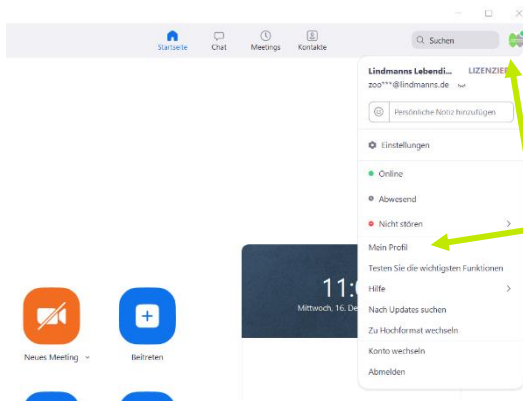 Startseite
Chat
Meetings
Kontakte
Suchen
Lindmanns Lebendi... LIZENZIER
zoo***@lindmanns.de
Persönliche Notiz hinzufügen
Einstellungen
Online
Abwesend
Nicht stören
Mein Profil
Testen Sie die wichtigsten Funktionen
Hilfe
Nach Updates suchen
Zu Hochformat wechseln
Konto wechseln
Abmelden
11:
Mittwoch, 16. De
Neues Meeting
Beitreten